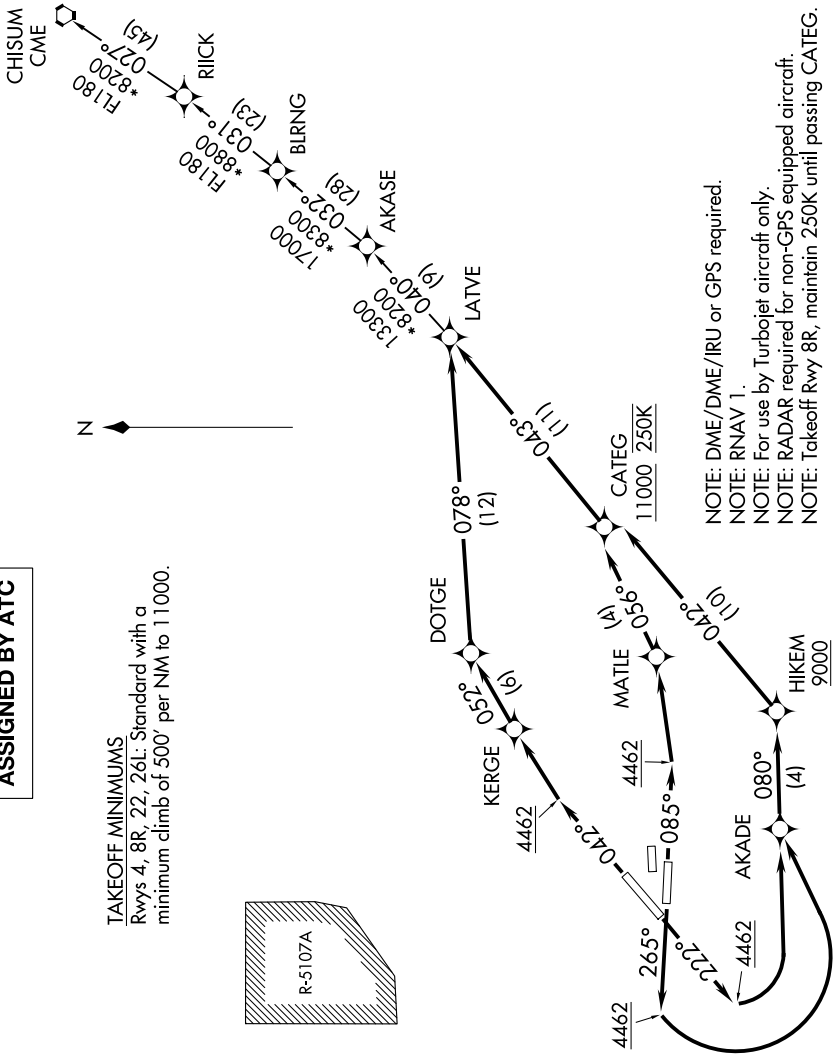 ASSIGNED BY ATC
TAKEOFF MINIMUMS
Rwys 4, 8R, 22, 26L: Standard with a
minimum climb of 500' per NM to 11000.
R-5107A
N
CHISUM
CME
FL180
*8200
027°
(45)
RIICK
FL180
*8800
031°
(23)
BLRNG
17000
*8300
032°
(28)
AKASE
13300
*8200
040°
(9)
LATVE
DOTGE
078°
(12)
043°
(11)
CATEG
11000 250K
052°
(6)
KERGE
4462
042°
MATLE
(4)
056°
4462
085°
042°
(10)
HIKEM
9000
080°
(4)
AKADE
265°
222°
4462
4462
NOTE: DME/DME/IRU or GPS required.
NOTE: RNAV 1.
NOTE: For use by Turbojet aircraft only.
NOTE: RADAR required for non-GPS equipped aircraft.
NOTE: Takeoff Rwy 8R, maintain 250K until passing CATEG.